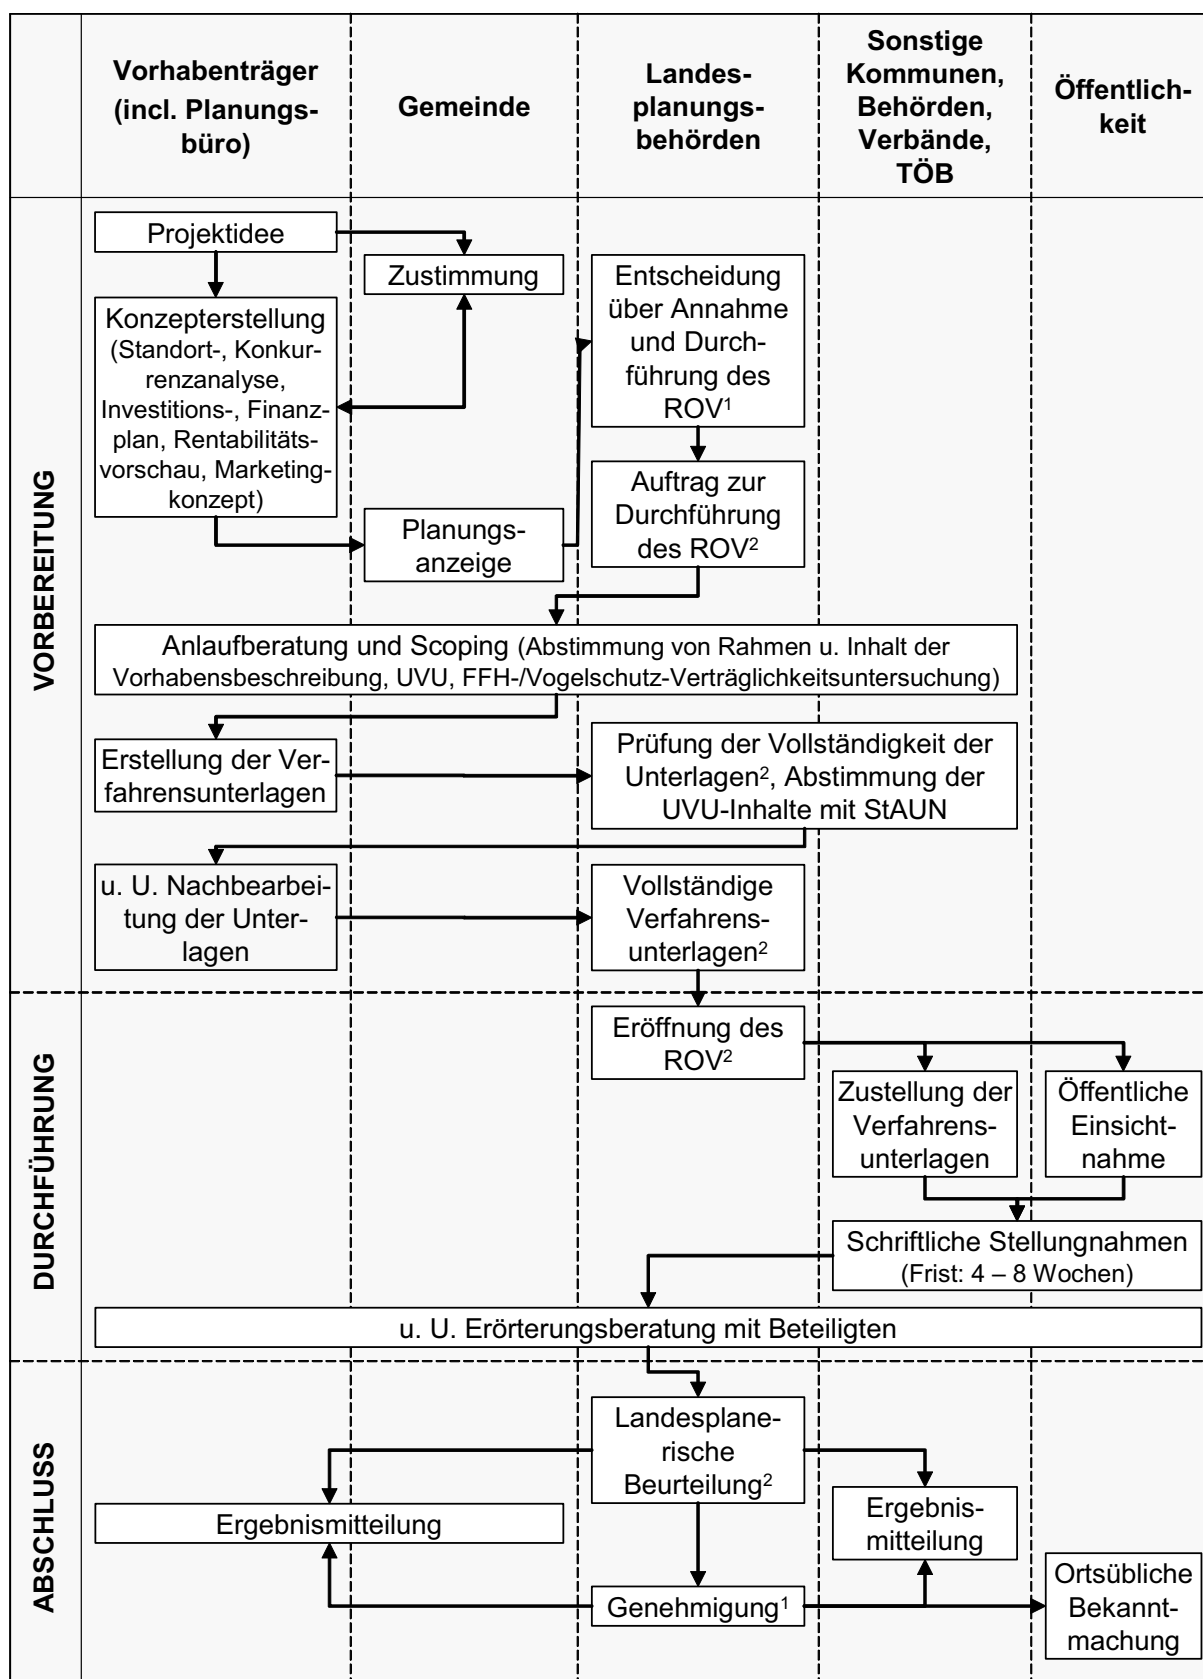 Vorhabenträger
(incl. Planungs-
büro)
Gemeinde
Landes-
planungs-
behörden
Sonstige
Kommunen,
Behörden,
Verbände,
TÖB
Öffentlich-
keit
VORBEREITUNG
Projektidee
Zustimmung
Konzepterstellung
(Standort-, Konkur-
renzanalyse,
Investitions-, Finanz-
plan, Rentabilitäts-
vorschau, Marketing-
konzept)
Entscheidung
über Annahme
und Durch-
führung des
ROV¹
Auftrag zur
Durchführung
des ROV²
Planungs-
anzeige
Anlaufberatung und Scoping (Abstimmung von Rahmen u. Inhalt der
Vorhabensbeschreibung, UVU, FFH-/Vogelschutz-Verträglichkeitsuntersuchung)
Erstellung der Ver-
fahrensunterlagen
Prüfung der Vollständigkeit der
Unterlagen², Abstimmung der
UVU-Inhalte mit StAUN
u. U. Nachbearbei-
tung der Unter-
lagen
Vollständige
Verfahrens-
unterlagen²
DURCHFÜHRUNG
Eröffnung des
ROV²
Zustellung der
Verfahrens-
unterlagen
Öffentliche
Einsicht-
nahme
Schriftliche Stellungnahmen
(Frist: 4 – 8 Wochen)
u. U. Erörterungsberatung mit Beteiligten
ABSCHLUSS
Landesplane-
rische
Beurteilung²
Ergebnismitteilung
Ergebnis-
mitteilung
Genehmigung¹
Ortsübliche
Bekannt-
machung